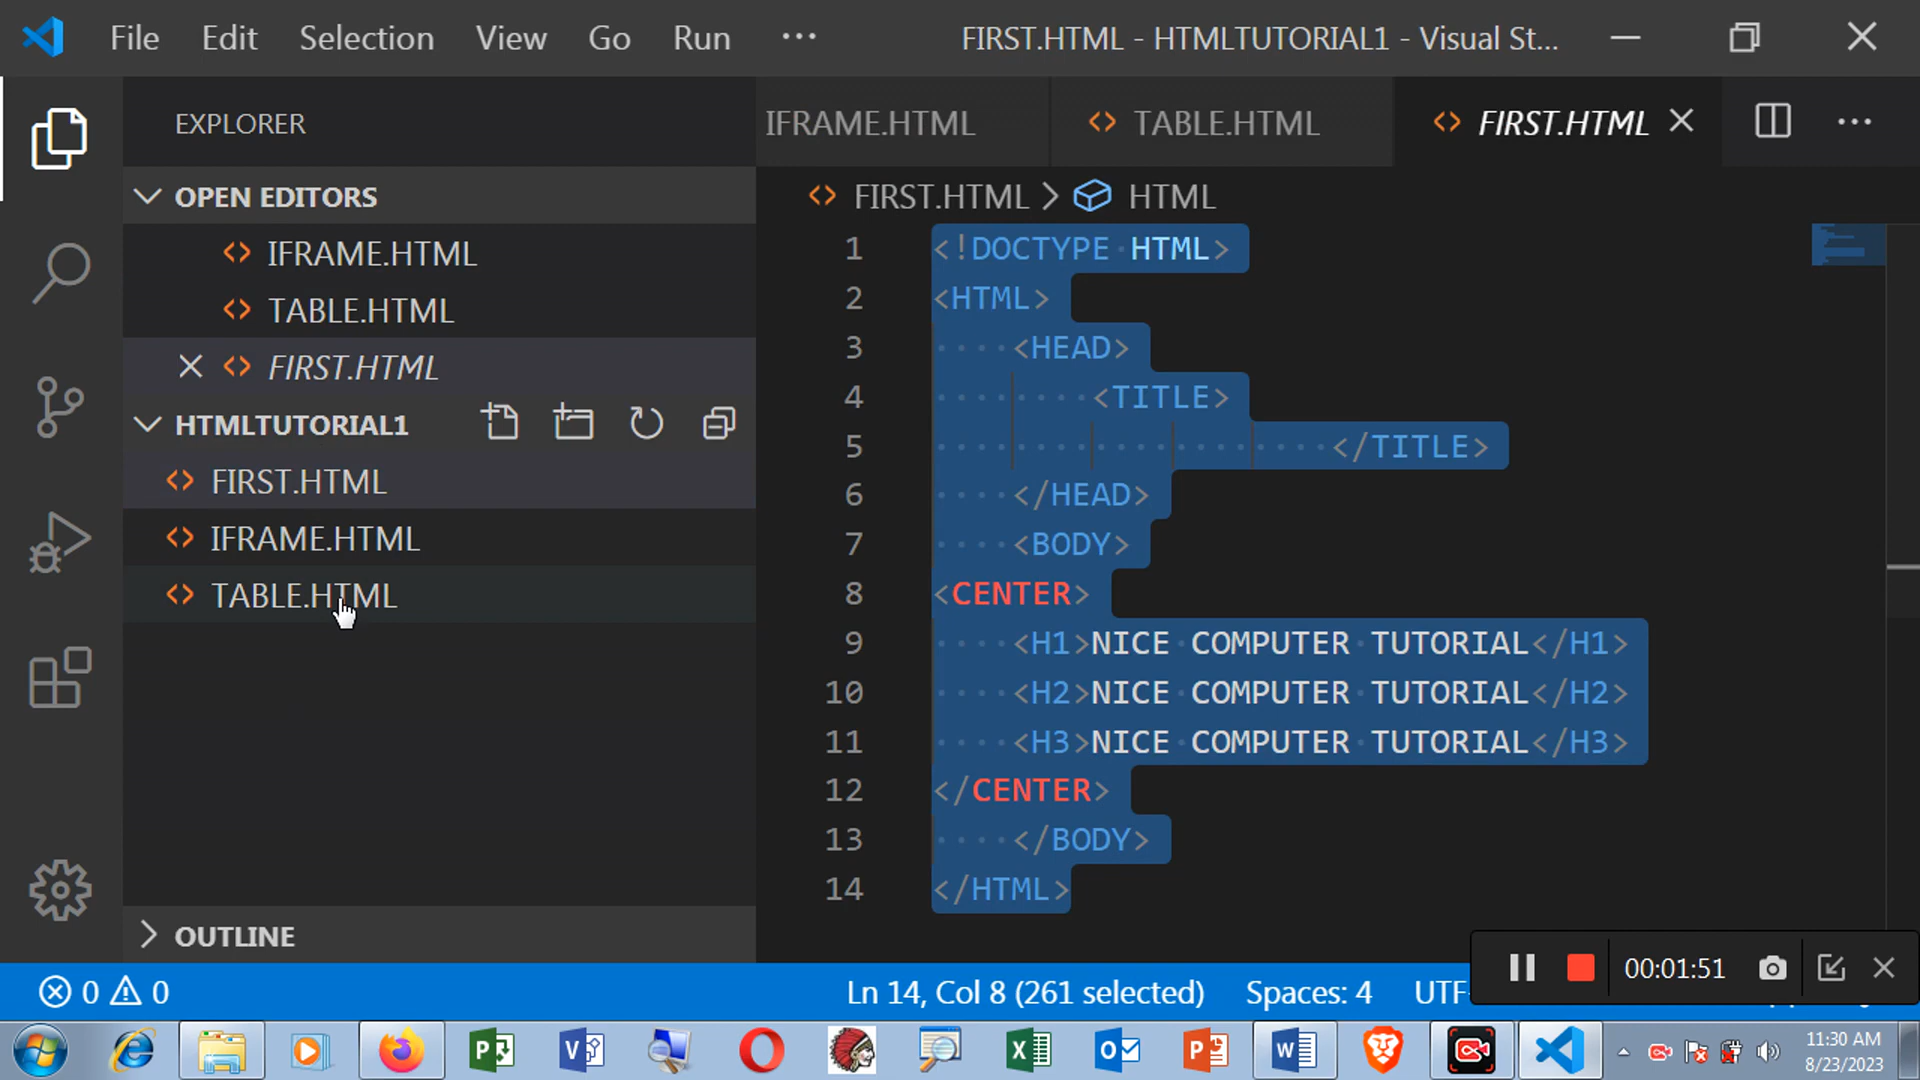 File Edit Selection View Go Run ··· FIRST.HTML - HTMLTUTORIAL1 - Visual St...
EXPLORER
OPEN EDITORS
IFRAME.HTML
TABLE.HTML
FIRST.HTML
HTMLTUTORIAL1
FIRST.HTML
IFRAME.HTML
TABLE.HTML
OUTLINE
IFRAME.HTML TABLE.HTML FIRST.HTML
FIRST.HTML > HTML
1 <!DOCTYPE HTML>
2 <HTML>
3 <HEAD>
4 <TITLE>
5 </TITLE>
6 </HEAD>
7 <BODY>
8 <CENTER>
9 <H1>NICE COMPUTER TUTORIAL</H1>
10 <H2>NICE COMPUTER TUTORIAL</H2>
11 <H3>NICE COMPUTER TUTORIAL</H3>
12 </CENTER>
13 </BODY>
14 </HTML>
00:01:51
0 0 Ln 14, Col 8 (261 selected) Spaces: 4 UTF-
11:30 AM
8/23/2023